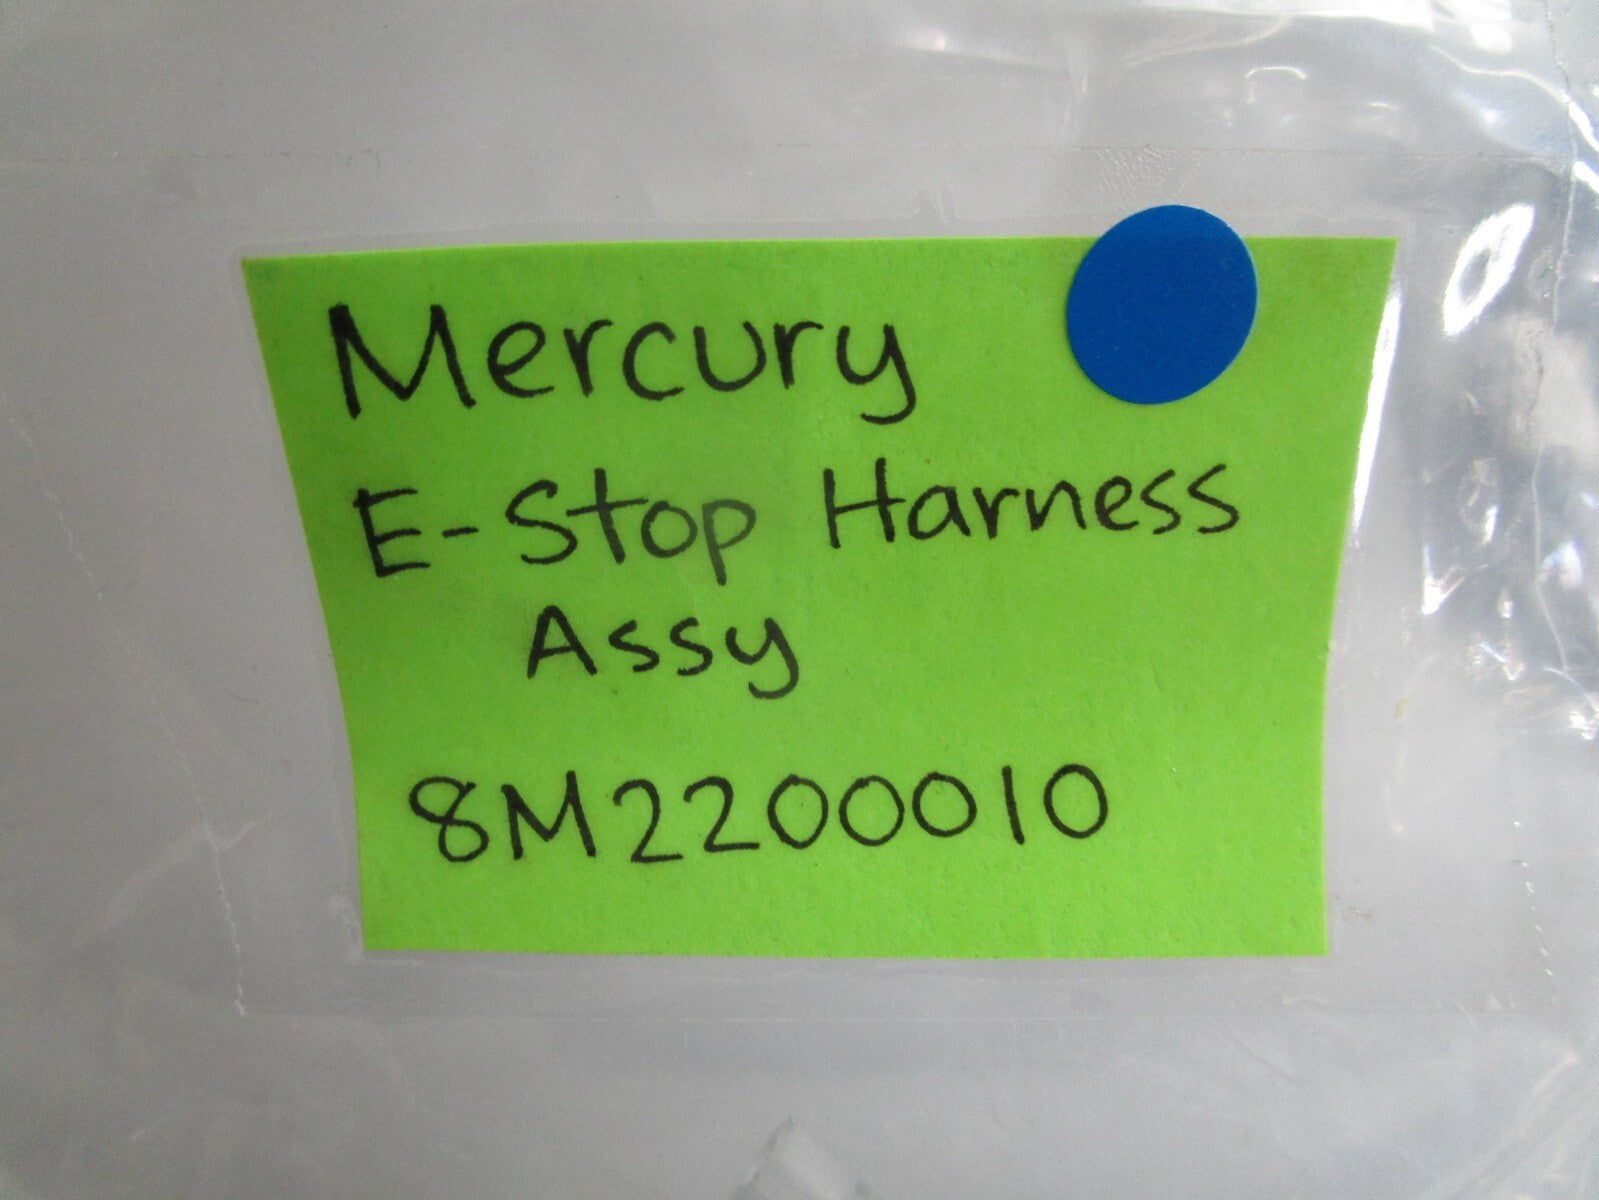 Mercury
E-Stop Harness
Assy
8M2200010